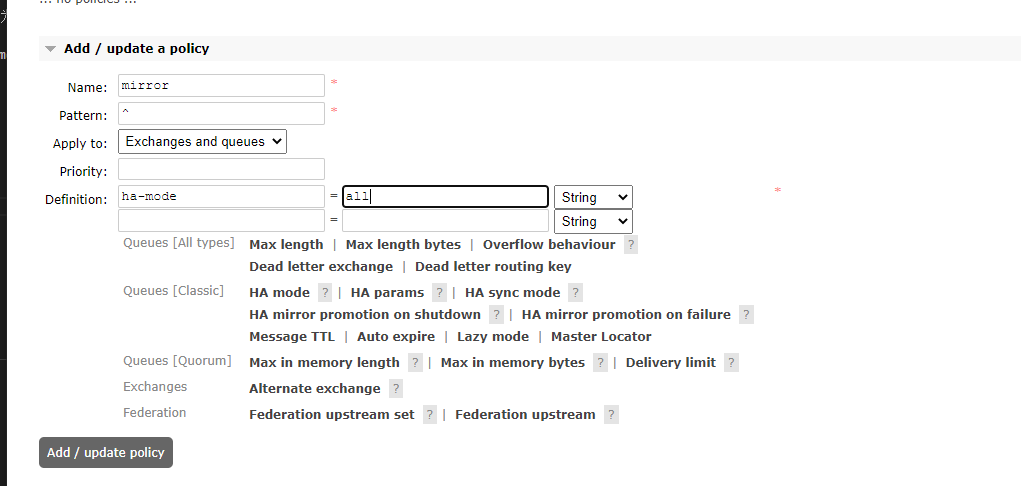 ... no policies ...
Add / update a policy
Name: mirror *
Pattern: ^ *
Apply to: Exchanges and queues
Priority:
Definition: ha-mode = all String *
= String
Queues [All types] Max length | Max length bytes | Overflow behaviour ?
Dead letter exchange | Dead letter routing key
Queues [Classic] HA mode ? | HA params ? | HA sync mode ?
HA mirror promotion on shutdown ? | HA mirror promotion on failure ?
Message TTL | Auto expire | Lazy mode | Master Locator
Queues [Quorum] Max in memory length ? | Max in memory bytes ? | Delivery limit ?
Exchanges Alternate exchange ?
Federation Federation upstream set ? | Federation upstream ?
Add / update policy